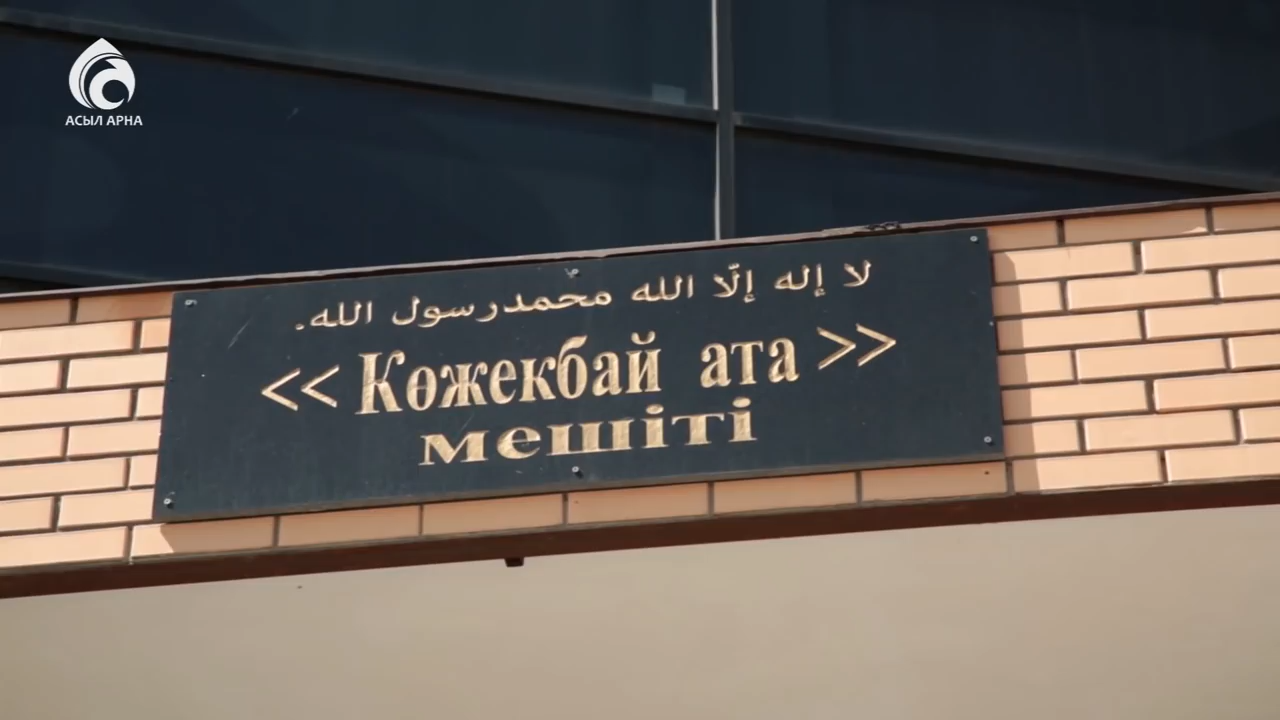 АСЫЛ АРНА
لا إله إلّا الله محمدرسول الله.
<<Көжекбай ата>>
мешіті